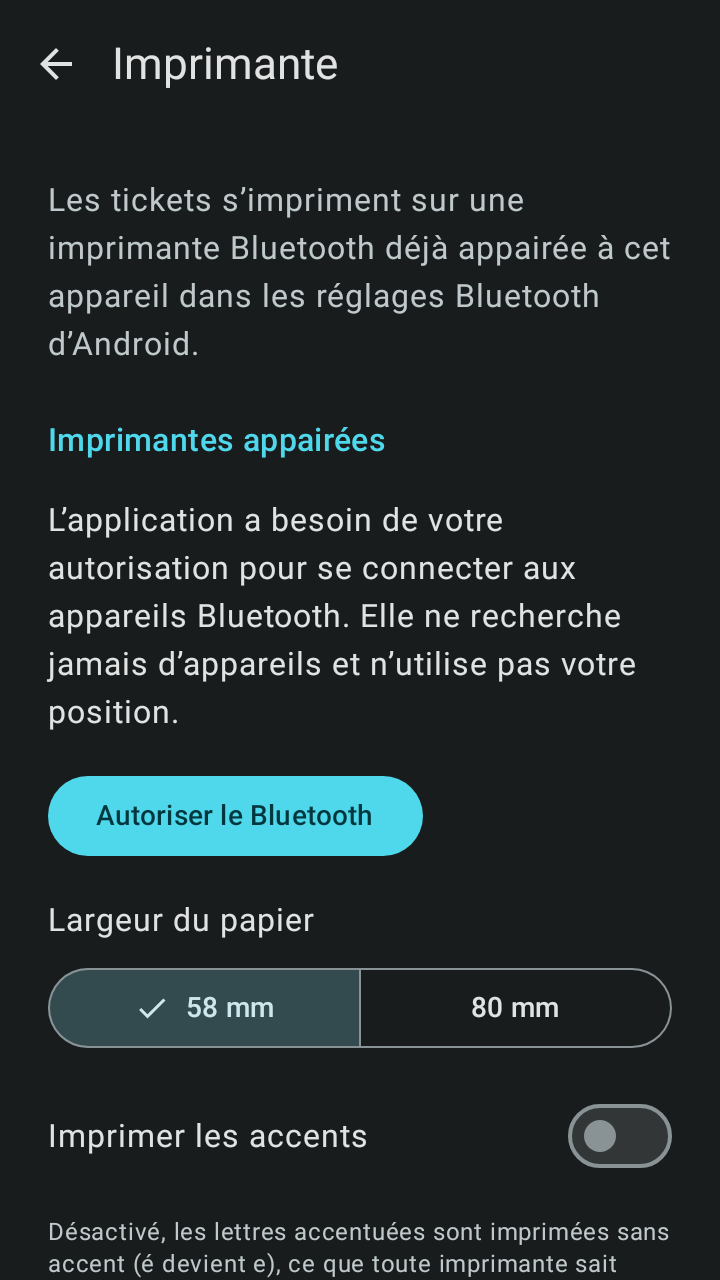 Imprimante
Les tickets s’impriment sur une
imprimante Bluetooth déjà appairée à cet
appareil dans les réglages Bluetooth
d’Android.
Imprimantes appairées
L’application a besoin de votre
autorisation pour se connecter aux
appareils Bluetooth. Elle ne recherche
jamais d’appareils et n’utilise pas votre
position.
Autoriser le Bluetooth
Largeur du papier
58 mm 80 mm
Imprimer les accents
Désactivé, les lettres accentuées sont imprimées sans
accent (é devient e), ce que toute imprimante sait